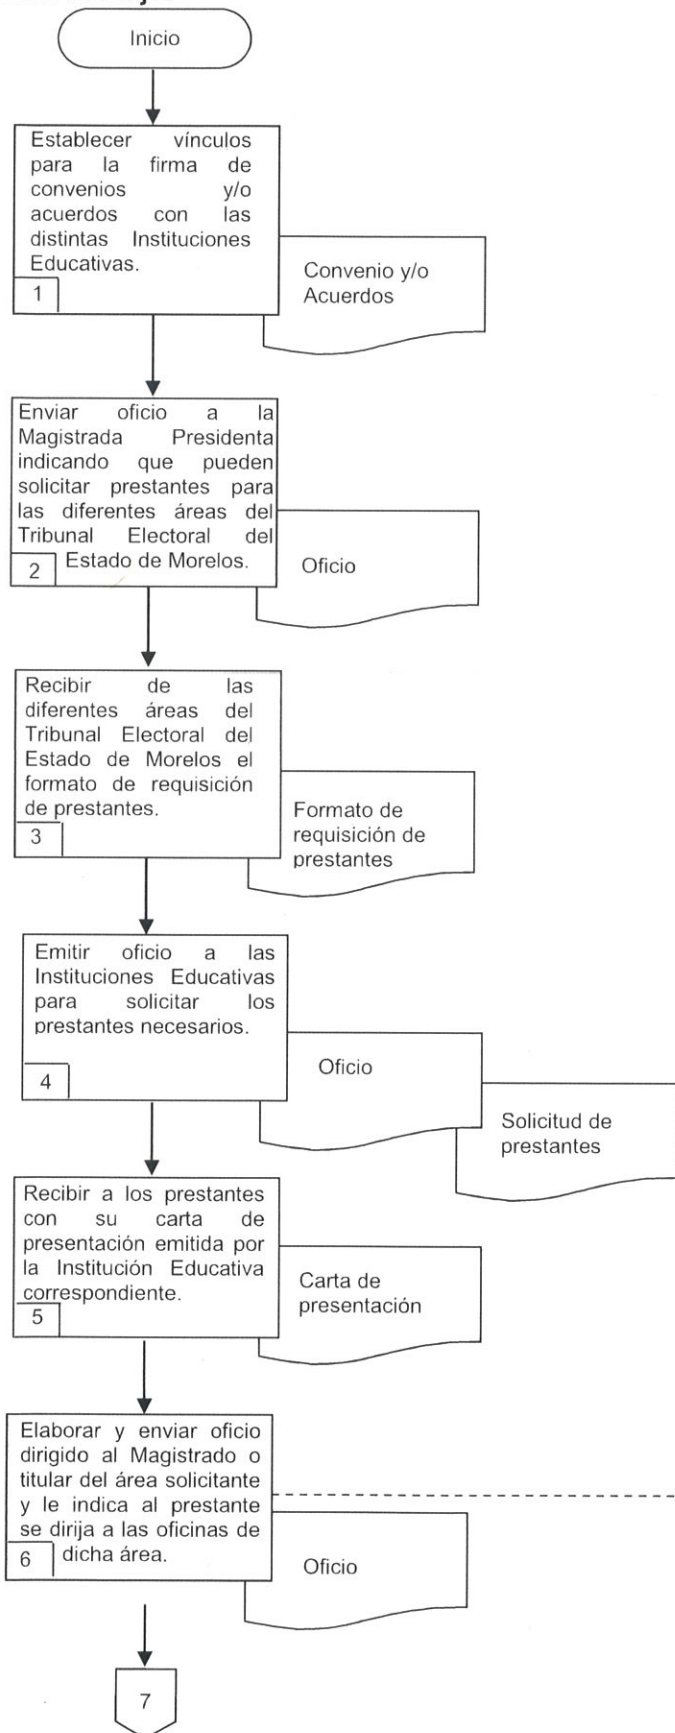 Inicio
Establecer vínculos
para la firma de
convenios y/o
acuerdos con las
distintas Instituciones
Educativas.
1
Convenio y/o
Acuerdos
Enviar oficio a la
Magistrada Presidenta
indicando que pueden
solicitar prestantes para
las diferentes áreas del
Tribunal Electoral del
Estado de Morelos.
2
Oficio
Recibir de las
diferentes áreas del
Tribunal Electoral del
Estado de Morelos el
formato de requisición
de prestantes.
3
Formato de
requisición de
prestantes
Emitir oficio a las
Instituciones Educativas
para solicitar los
prestantes necesarios.
4
Oficio
Solicitud de
prestantes
Recibir a los prestantes
con su carta de
presentación emitida por
la Institución Educativa
correspondiente.
5
Carta de
presentación
Elaborar y enviar oficio
dirigido al Magistrado o
titular del área solicitante
y le indica al prestante
se dirija a las oficinas de
dicha área.
6
Oficio
7